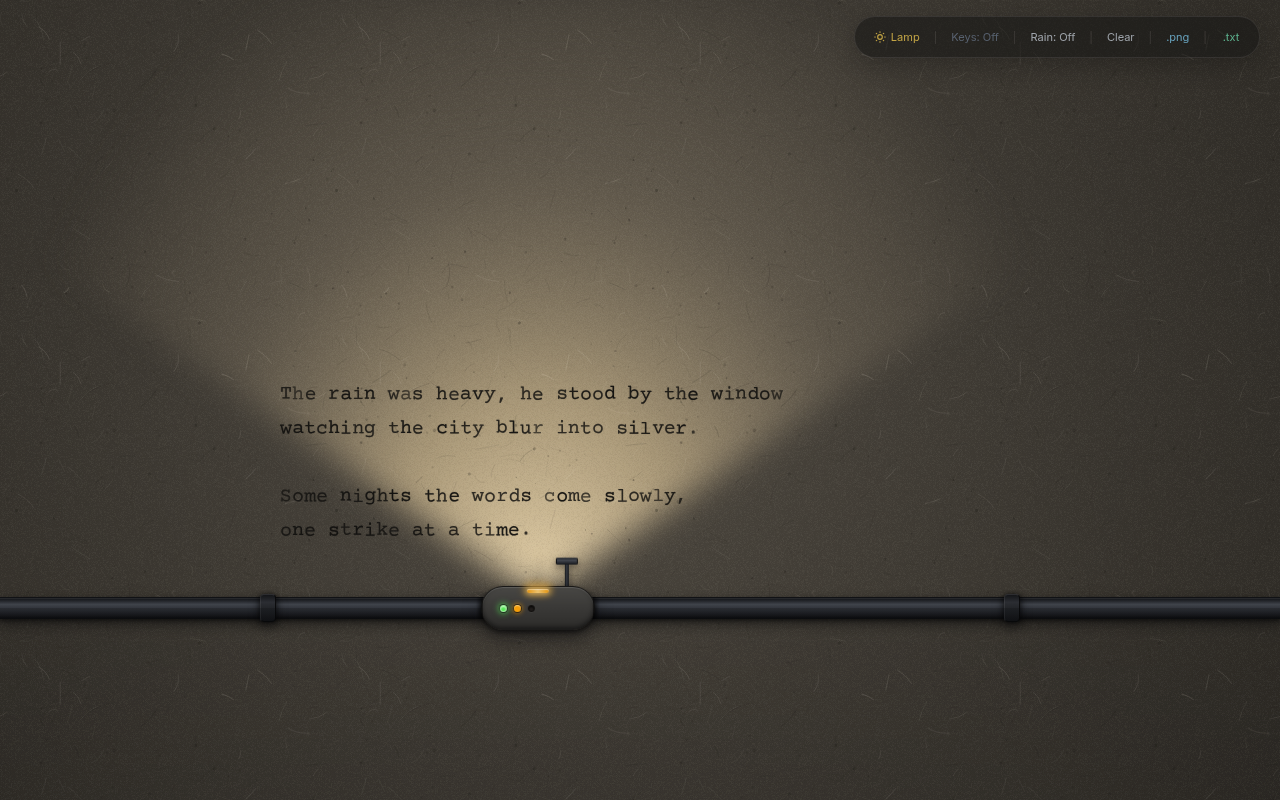 Lamp | Keys: Off | Rain: Off | Clear | .png | .txt
The rain was heavy, he stood by the window
watching the city blur into silver.
Some nights the words come slowly,
one strike at a time.